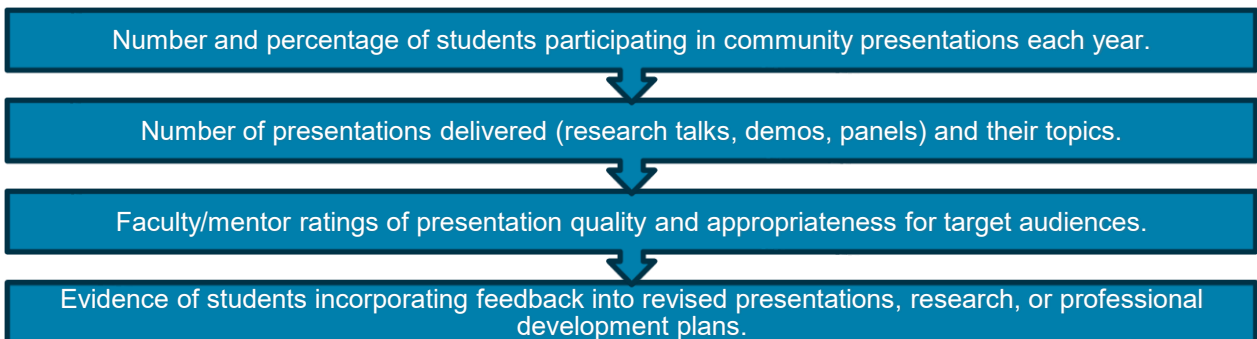 Number and percentage of students participating in community presentations each year.
Number of presentations delivered (research talks, demos, panels) and their topics.
Faculty/mentor ratings of presentation quality and appropriateness for target audiences.
Evidence of students incorporating feedback into revised presentations, research, or professional
development plans.